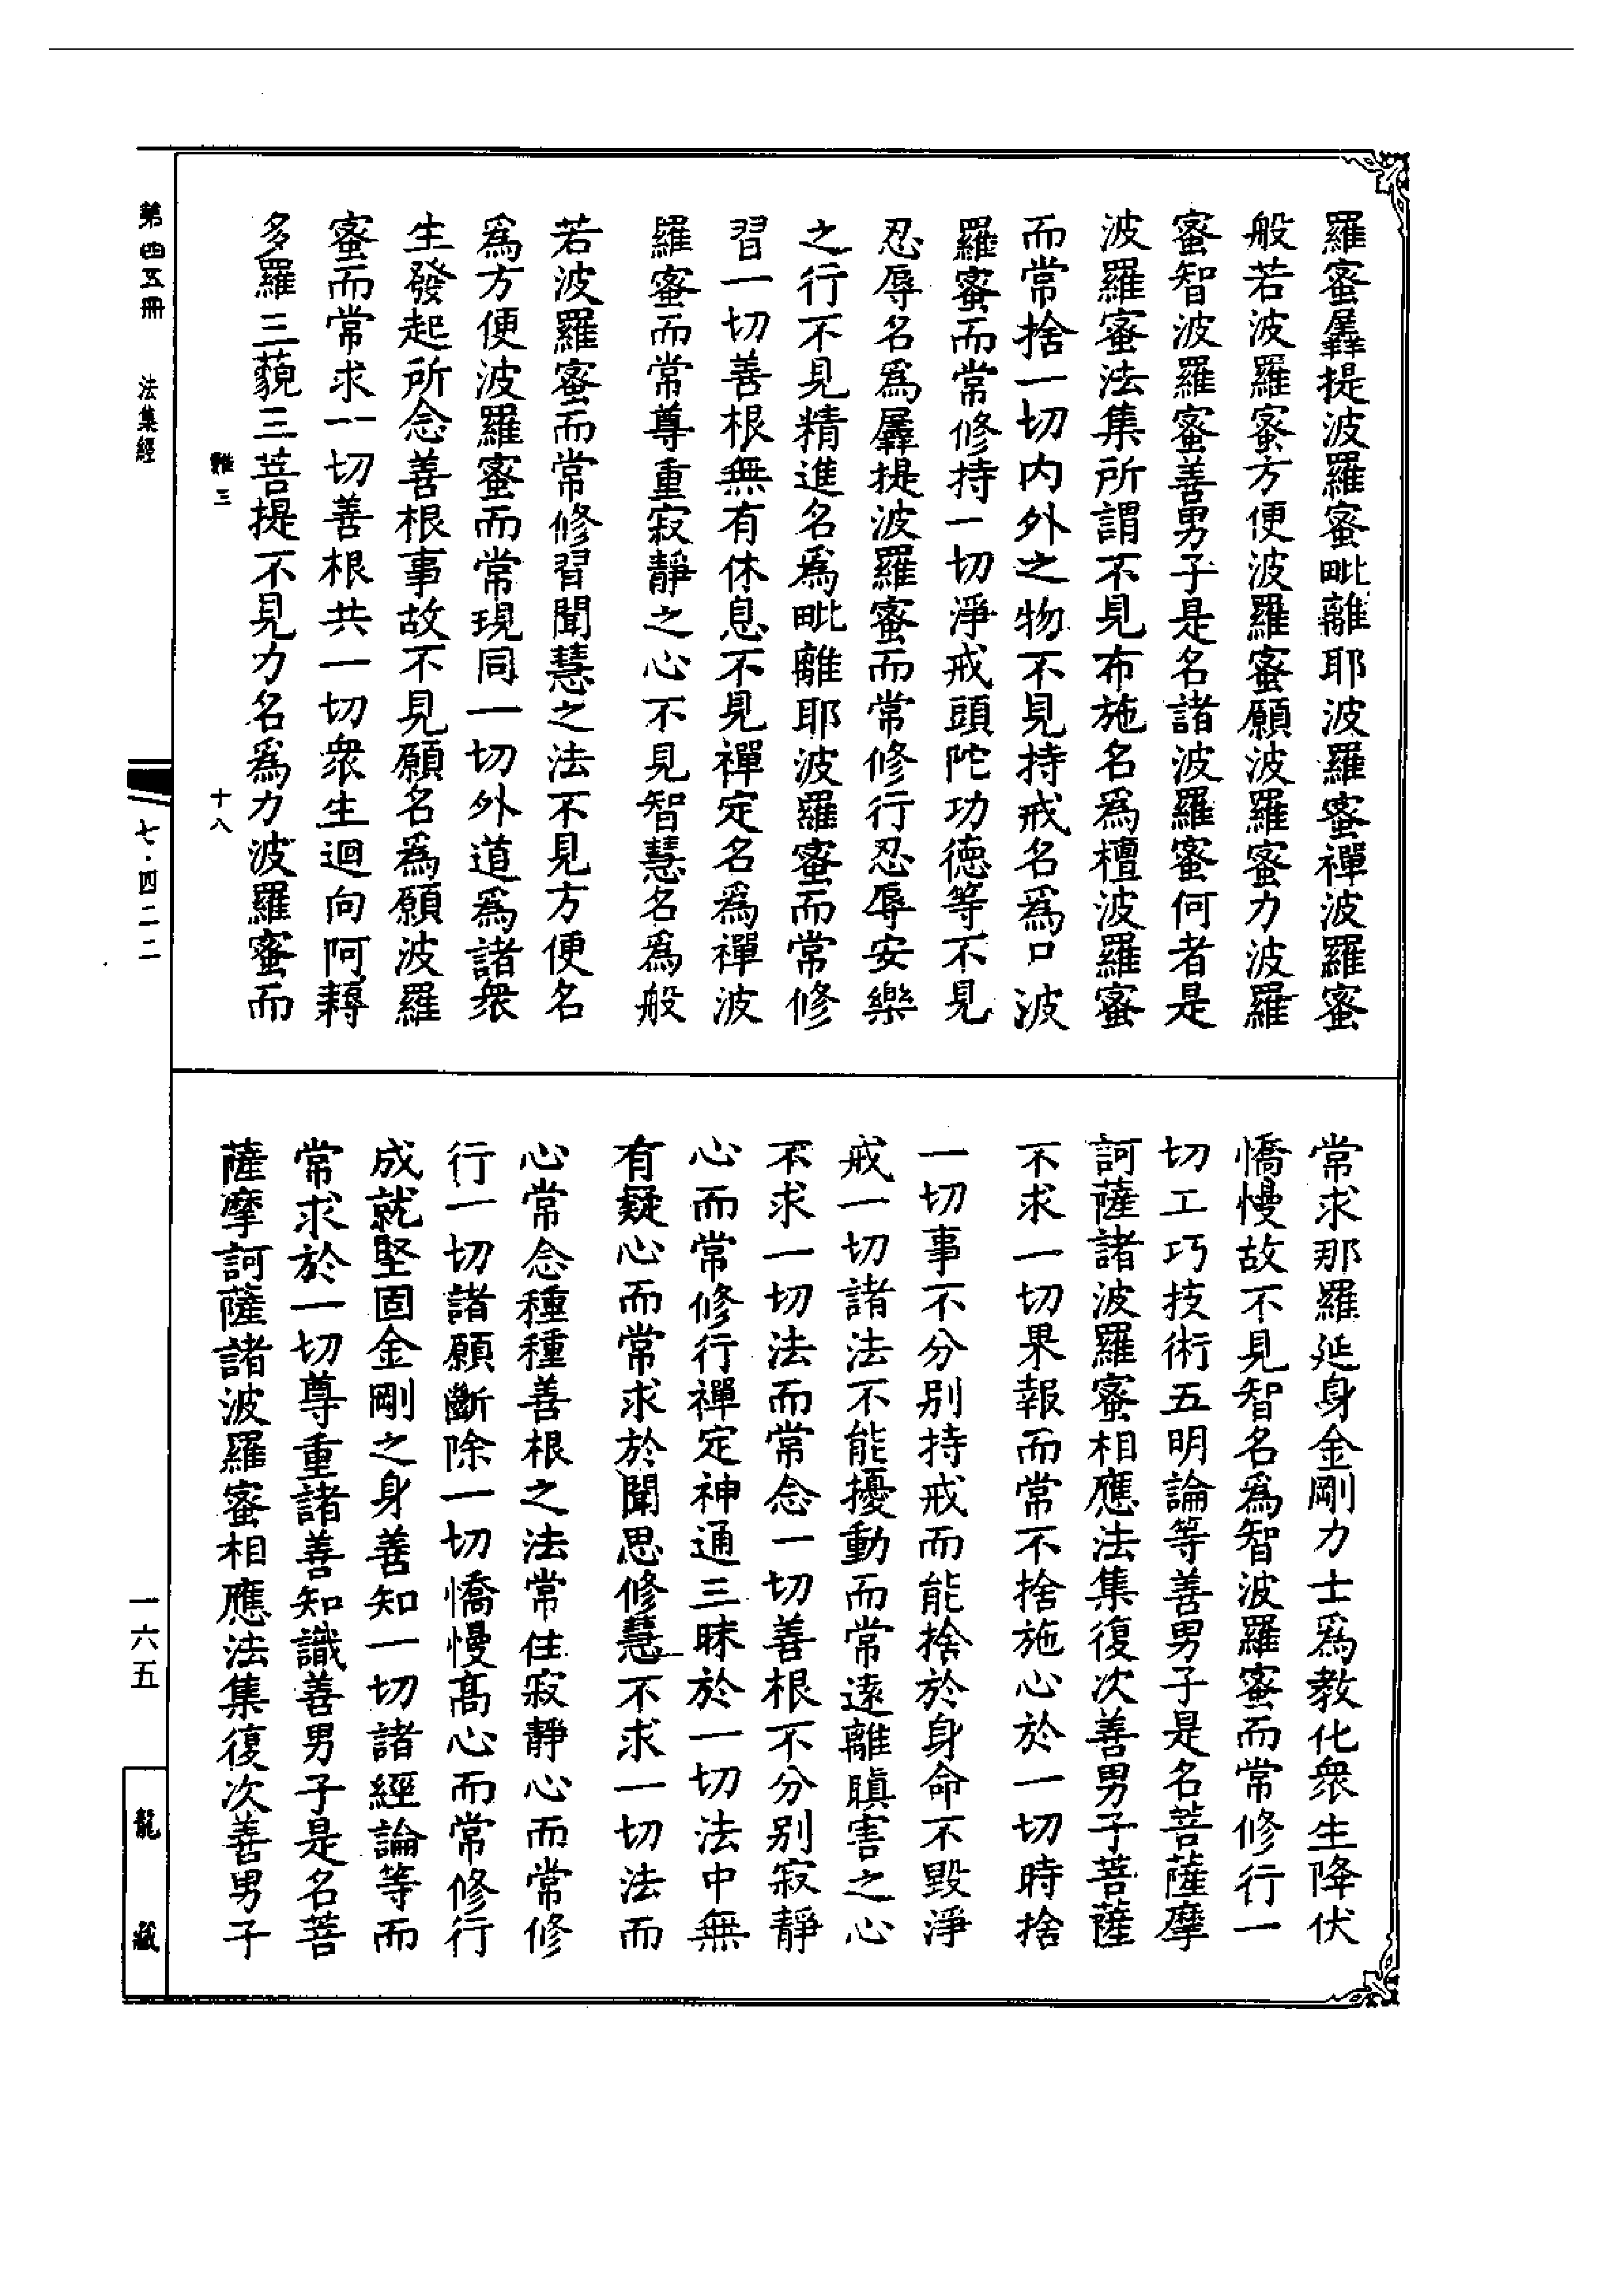 羅蜜羼提波羅蜜毗離耶波羅蜜禪波羅蜜
般若波羅蜜方便波羅蜜願波羅蜜力波羅
蜜智波羅蜜善男子是名諸波羅蜜何者是
波羅蜜法集所謂不見布施名爲檀波羅蜜
而常捨一切内外之物不見持戒名爲尸波
羅蜜而常修持一切淨戒頭陀功德等不見
忍辱名爲羼提波羅蜜而常修行忍辱安樂
之行不見精進名爲毗離耶波羅蜜而常修
習一切善根無有休息不見禪定名爲禪波
羅蜜而常尊重寂靜之心不見智慧名爲般
若波羅蜜而常修習聞慧之法不見方便名
爲方便波羅蜜而常現同一切外道爲諸衆
生發起所念善根事故不見願名爲願波羅
蜜而常求一切善根共一切衆生迴向阿耨
多羅三藐三菩提不見力名爲力波羅蜜而
三
十八
常求那羅延身金剛力士爲教化衆生降伏
憍慢故不見智名爲智波羅蜜而常修行一
切工巧技術五明論等善男子是名菩薩摩
訶薩諸波羅蜜相應法集復次善男子菩薩
不求一切果報而常不捨施心於一切時捨
一切事不分别持戒而能捨於身命不毀淨
戒一切諸法不能擾動而常遠離瞋害之心
不求一切法而常念一切善根不分别寂靜
心而常修行禪定神通三昧於一切法中無
有疑心而常求於聞思修慧不求一切法而
心常念種種善根之法常住寂靜心而常修
行一切諸願斷除一切憍慢高心而常修行
成就堅固金剛之身善知一切諸經論等而
常求於一切尊重諸善知識善男子是名菩
薩摩訶薩諸波羅蜜相應法集復次善男子
第四五冊 法集經
七·四二二
一六五
龍藏